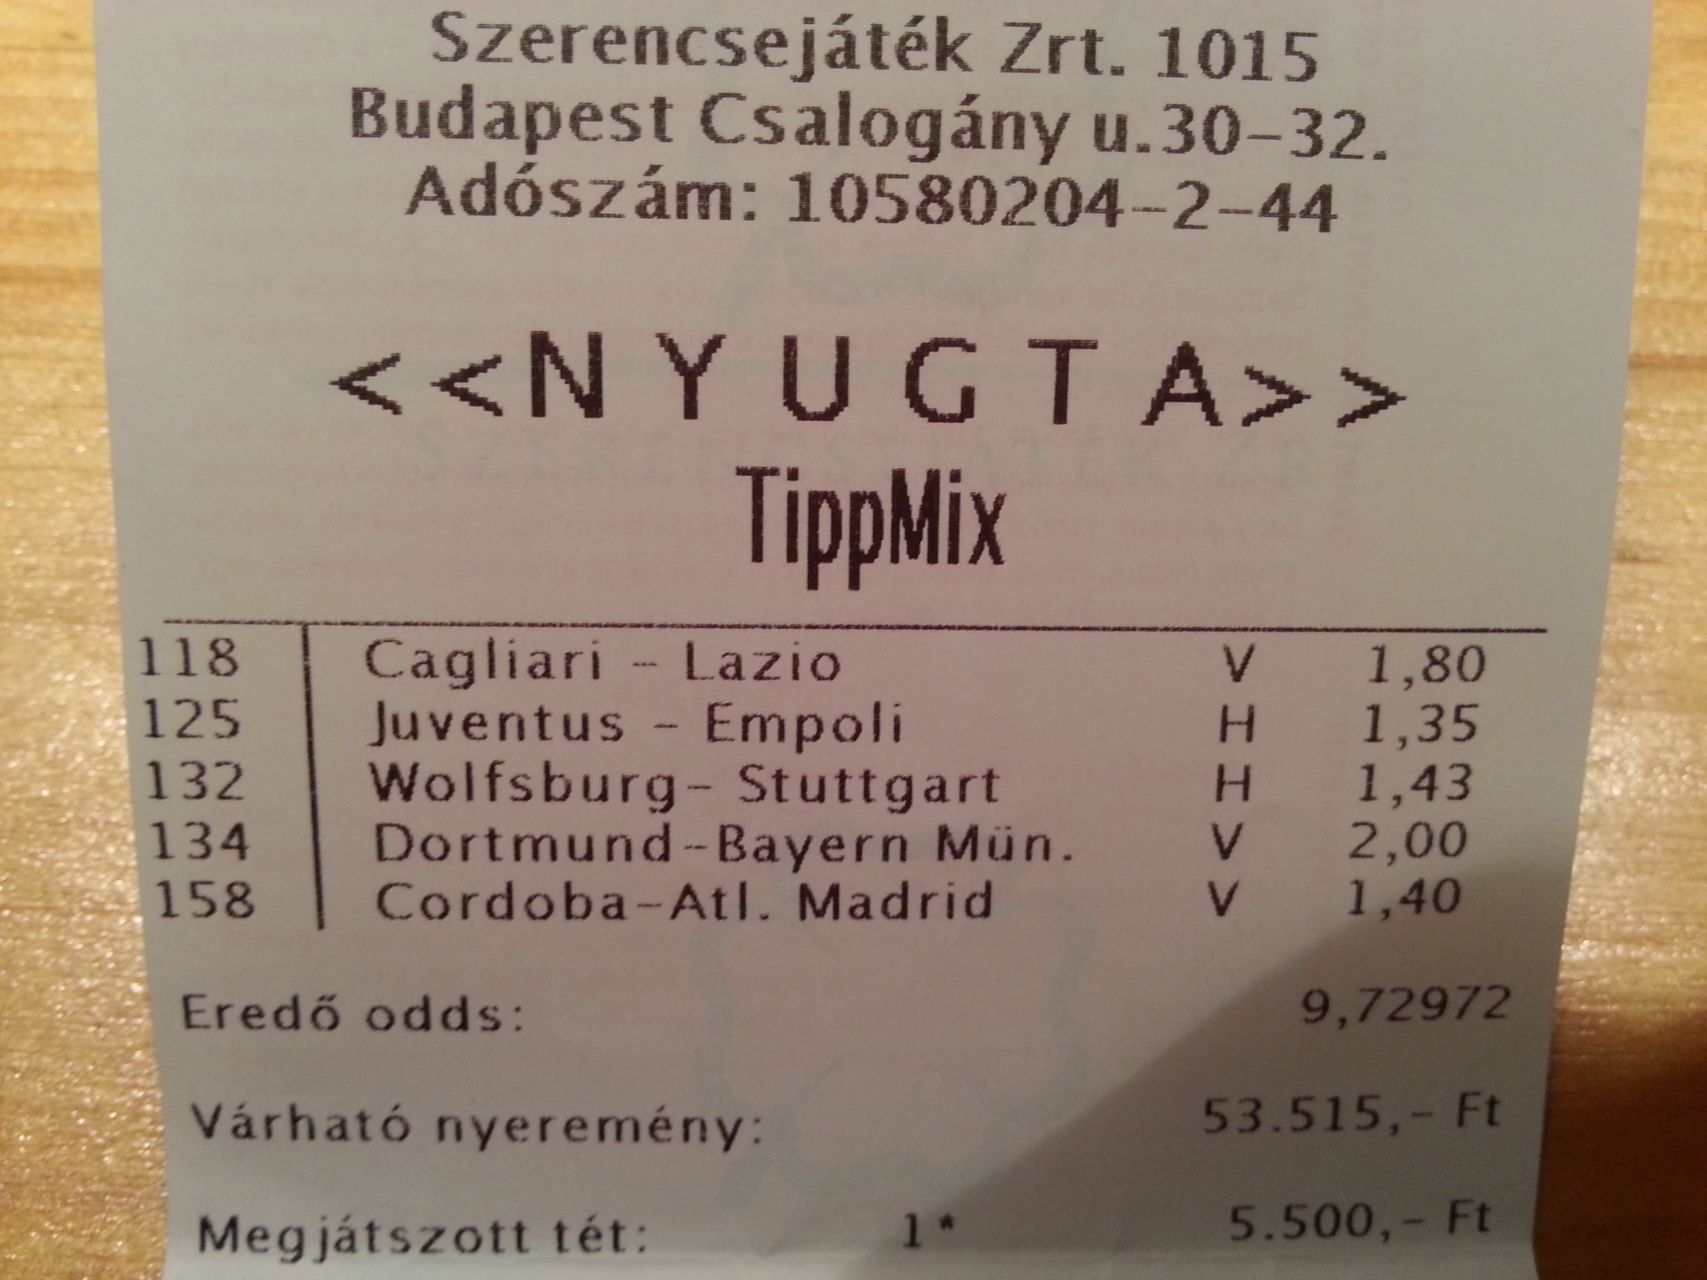 Szerencsejáték Zrt. 1015
Budapest Csalogány u.30-32.
Adószám: 10580204-2-44
<<N Y U G T A>>
TippMix
118 Cagliari - Lazio V 1,80
125 Juventus - Empoli H 1,35
132 Wolfsburg- Stuttgart H 1,43
134 Dortmund-Bayern Mün. V 2,00
158 Cordoba-Atl. Madrid V 1,40
Eredő odds: 9,72972
Várható nyeremény: 53.515,- Ft
Megjátszott tét: 1* 5.500,- Ft